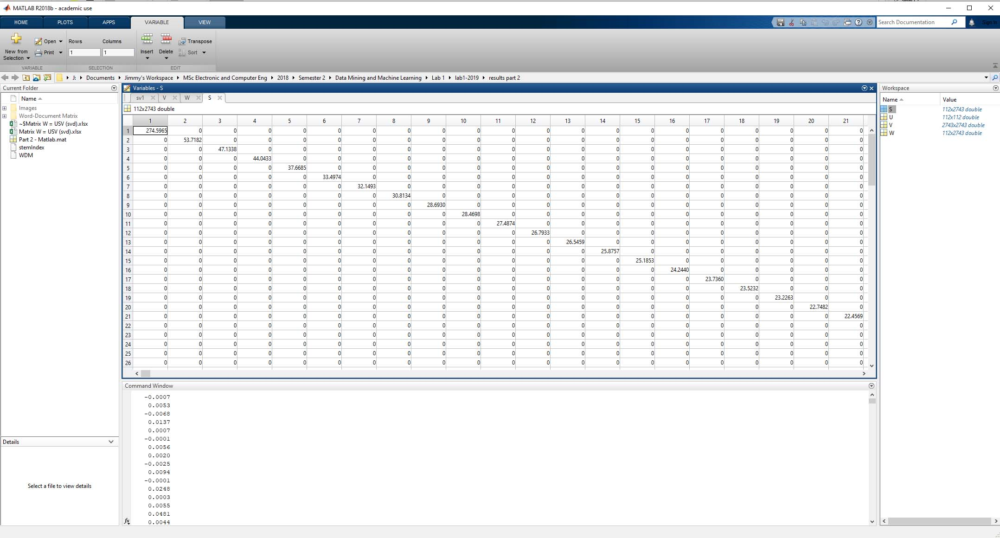 MATLAB R2018b - academic use
HOME PLOTS APPS VARIABLE VIEW
Search Documentation
Sign In
New from Selection
Open
Print
Rows
1
Columns
1
Insert
Delete
Transpose
Sort
VARIABLE SELECTION EDIT
J: Documents Jimmy's Workspace MSc Electronic and Computer Eng 2018 Semester 2 Data Mining and Machine Learning Lab 1 lab1-2019 results part 2
Current Folder
Name
Images
Word-Document Matrix
~$Matrix W = USV (svd).xlsx
Matrix W = USV (svd).xlsx
Part 2 - Matlab.mat
stemIndex
WDM
Details
Select a file to view details
Variables - S
sv1 V W S
112x2743 double
1 2 3 4 5 6 7 8 9 10 11 12 13 14 15 16 17 18 19 20 21
1 274.5965 0 0 0 0 0 0 0 0 0 0 0 0 0 0 0 0 0 0 0 0
2 0 53.7182 0 0 0 0 0 0 0 0 0 0 0 0 0 0 0 0 0 0 0
3 0 0 47.1338 0 0 0 0 0 0 0 0 0 0 0 0 0 0 0 0 0 0
4 0 0 0 44.0433 0 0 0 0 0 0 0 0 0 0 0 0 0 0 0 0 0
5 0 0 0 0 37.6685 0 0 0 0 0 0 0 0 0 0 0 0 0 0 0 0
6 0 0 0 0 0 33.4974 0 0 0 0 0 0 0 0 0 0 0 0 0 0 0
7 0 0 0 0 0 0 32.1493 0 0 0 0 0 0 0 0 0 0 0 0 0 0
8 0 0 0 0 0 0 0 30.8134 0 0 0 0 0 0 0 0 0 0 0 0 0
9 0 0 0 0 0 0 0 0 28.6930 0 0 0 0 0 0 0 0 0 0 0 0
10 0 0 0 0 0 0 0 0 0 28.4698 0 0 0 0 0 0 0 0 0 0 0
11 0 0 0 0 0 0 0 0 0 0 27.4874 0 0 0 0 0 0 0 0 0 0
12 0 0 0 0 0 0 0 0 0 0 0 26.7933 0 0 0 0 0 0 0 0 0
13 0 0 0 0 0 0 0 0 0 0 0 0 26.5459 0 0 0 0 0 0 0 0
14 0 0 0 0 0 0 0 0 0 0 0 0 0 25.8757 0 0 0 0 0 0 0
15 0 0 0 0 0 0 0 0 0 0 0 0 0 0 25.1853 0 0 0 0 0 0
16 0 0 0 0 0 0 0 0 0 0 0 0 0 0 0 24.2440 0 0 0 0 0
17 0 0 0 0 0 0 0 0 0 0 0 0 0 0 0 0 23.7360 0 0 0 0
18 0 0 0 0 0 0 0 0 0 0 0 0 0 0 0 0 0 23.5232 0 0 0
19 0 0 0 0 0 0 0 0 0 0 0 0 0 0 0 0 0 0 23.2263 0 0
20 0 0 0 0 0 0 0 0 0 0 0 0 0 0 0 0 0 0 0 22.7482 0
21 0 0 0 0 0 0 0 0 0 0 0 0 0 0 0 0 0 0 0 0 22.4569
22 0 0 0 0 0 0 0 0 0 0 0 0 0 0 0 0 0 0 0 0 0
23 0 0 0 0 0 0 0 0 0 0 0 0 0 0 0 0 0 0 0 0 0
24 0 0 0 0 0 0 0 0 0 0 0 0 0 0 0 0 0 0 0 0 0
25 0 0 0 0 0 0 0 0 0 0 0 0 0 0 0 0 0 0 0 0 0
26 0 0 0 0 0 0 0 0 0 0 0 0 0 0 0 0 0 0 0 0 0
Command Window
-0.0007
0.0053
-0.0068
0.0137
0.0007
-0.0001
0.0056
0.0020
-0.0025
0.0094
-0.0001
0.0248
0.0003
0.0055
0.0481
0.0044
fx
Workspace
Name Value
S 112x2743 double
U 112x112 double
V 2743x2743 double
W 112x2743 double